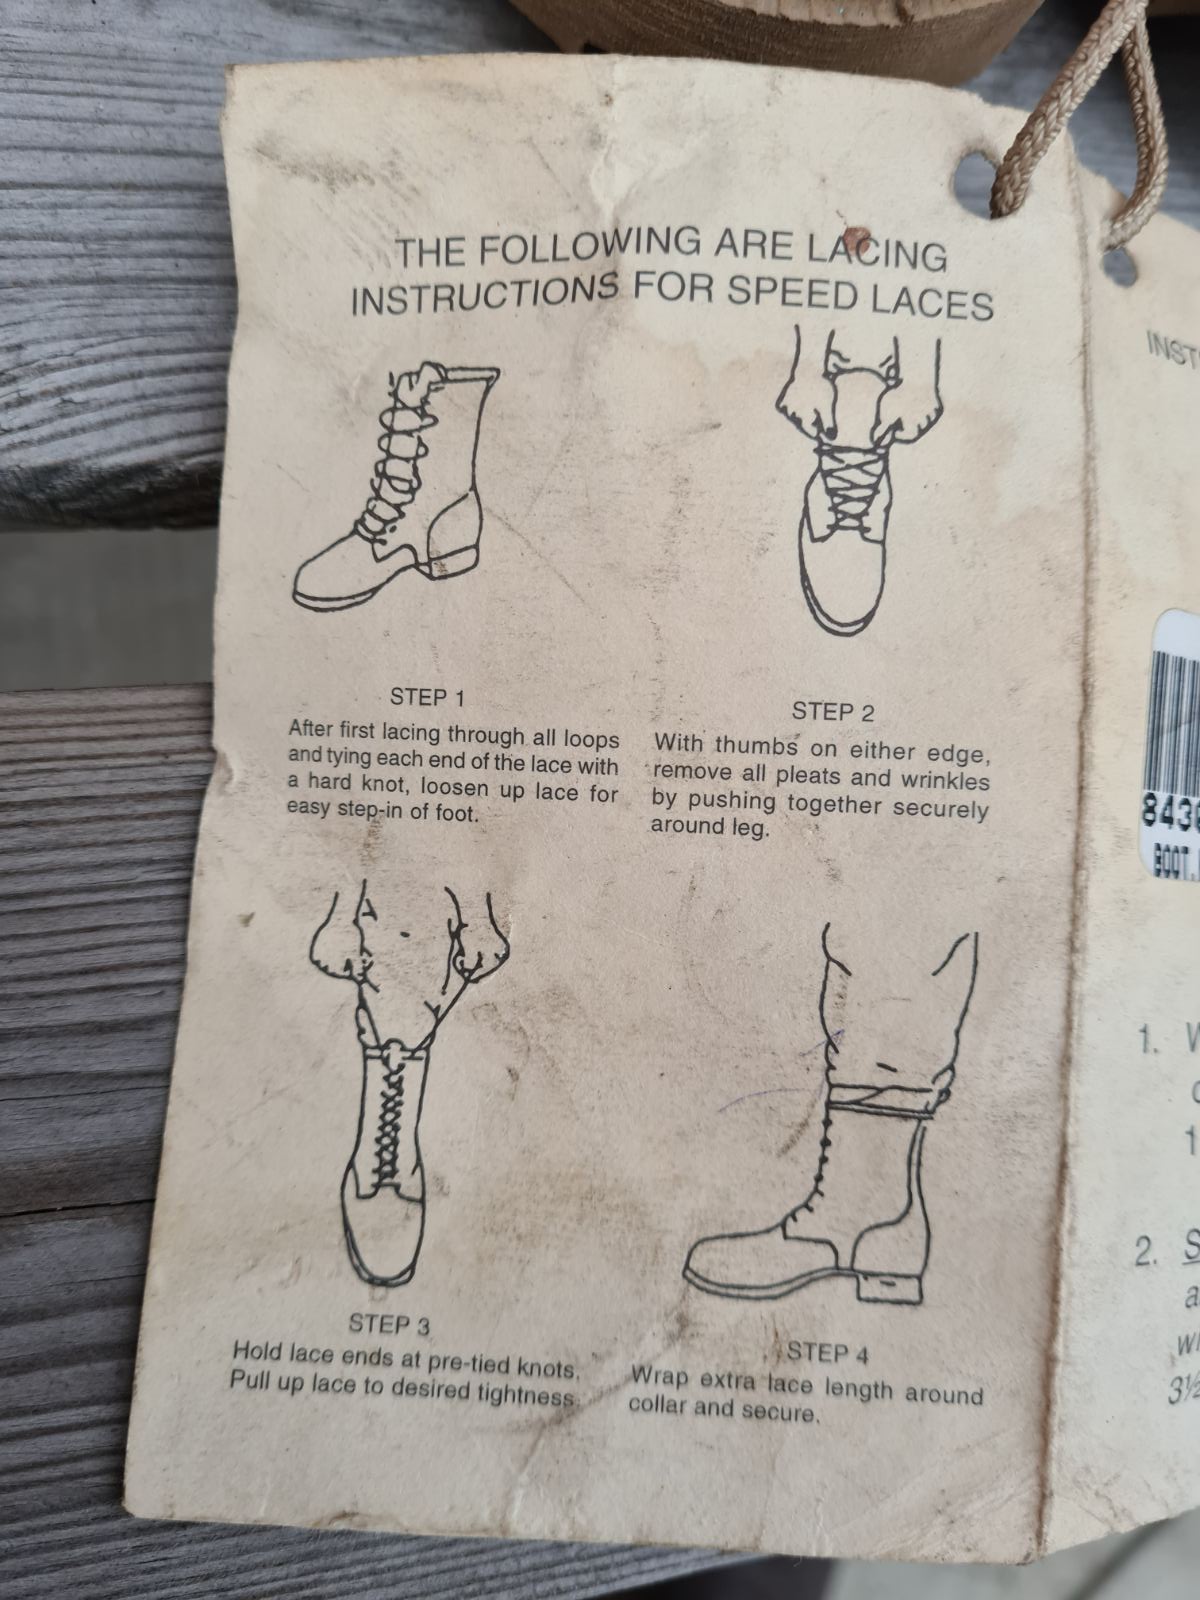 THE FOLLOWING ARE LACING
INSTRUCTIONS FOR SPEED LACES
STEP 1
After first lacing through all loops
and tying each end of the lace with
a hard knot, loosen up lace for
easy step-in of foot.
STEP 2
With thumbs on either edge,
remove all pleats and wrinkles
by pushing together securely
around leg.
STEP 3
Hold lace ends at pre-tied knots.
Pull up lace to desired tightness.
STEP 4
Wrap extra lace length around
collar and secure.
843
BOOT,
1.
2.
3½